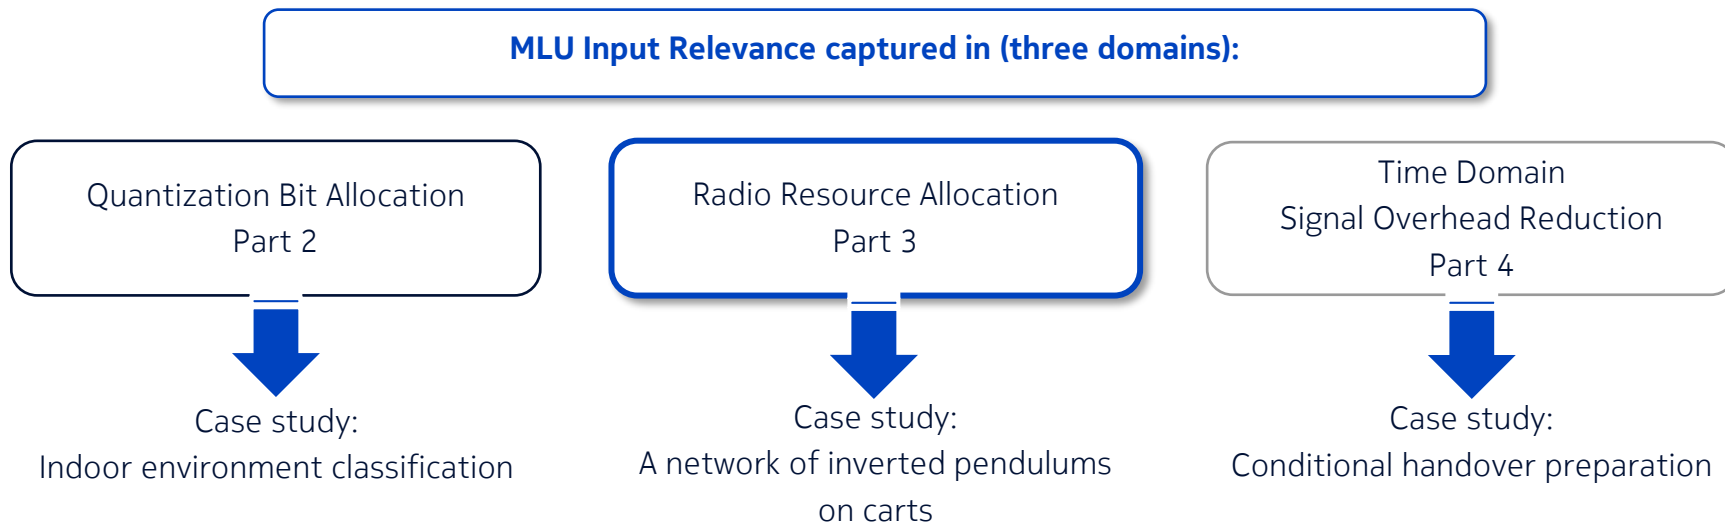 MLU Input Relevance captured in (three domains):
Quantization Bit Allocation
Part 2
Radio Resource Allocation
Part 3
Time Domain
Signal Overhead Reduction
Part 4
Case study:
Indoor environment classification
Case study:
A network of inverted pendulums
on carts
Case study:
Conditional handover preparation